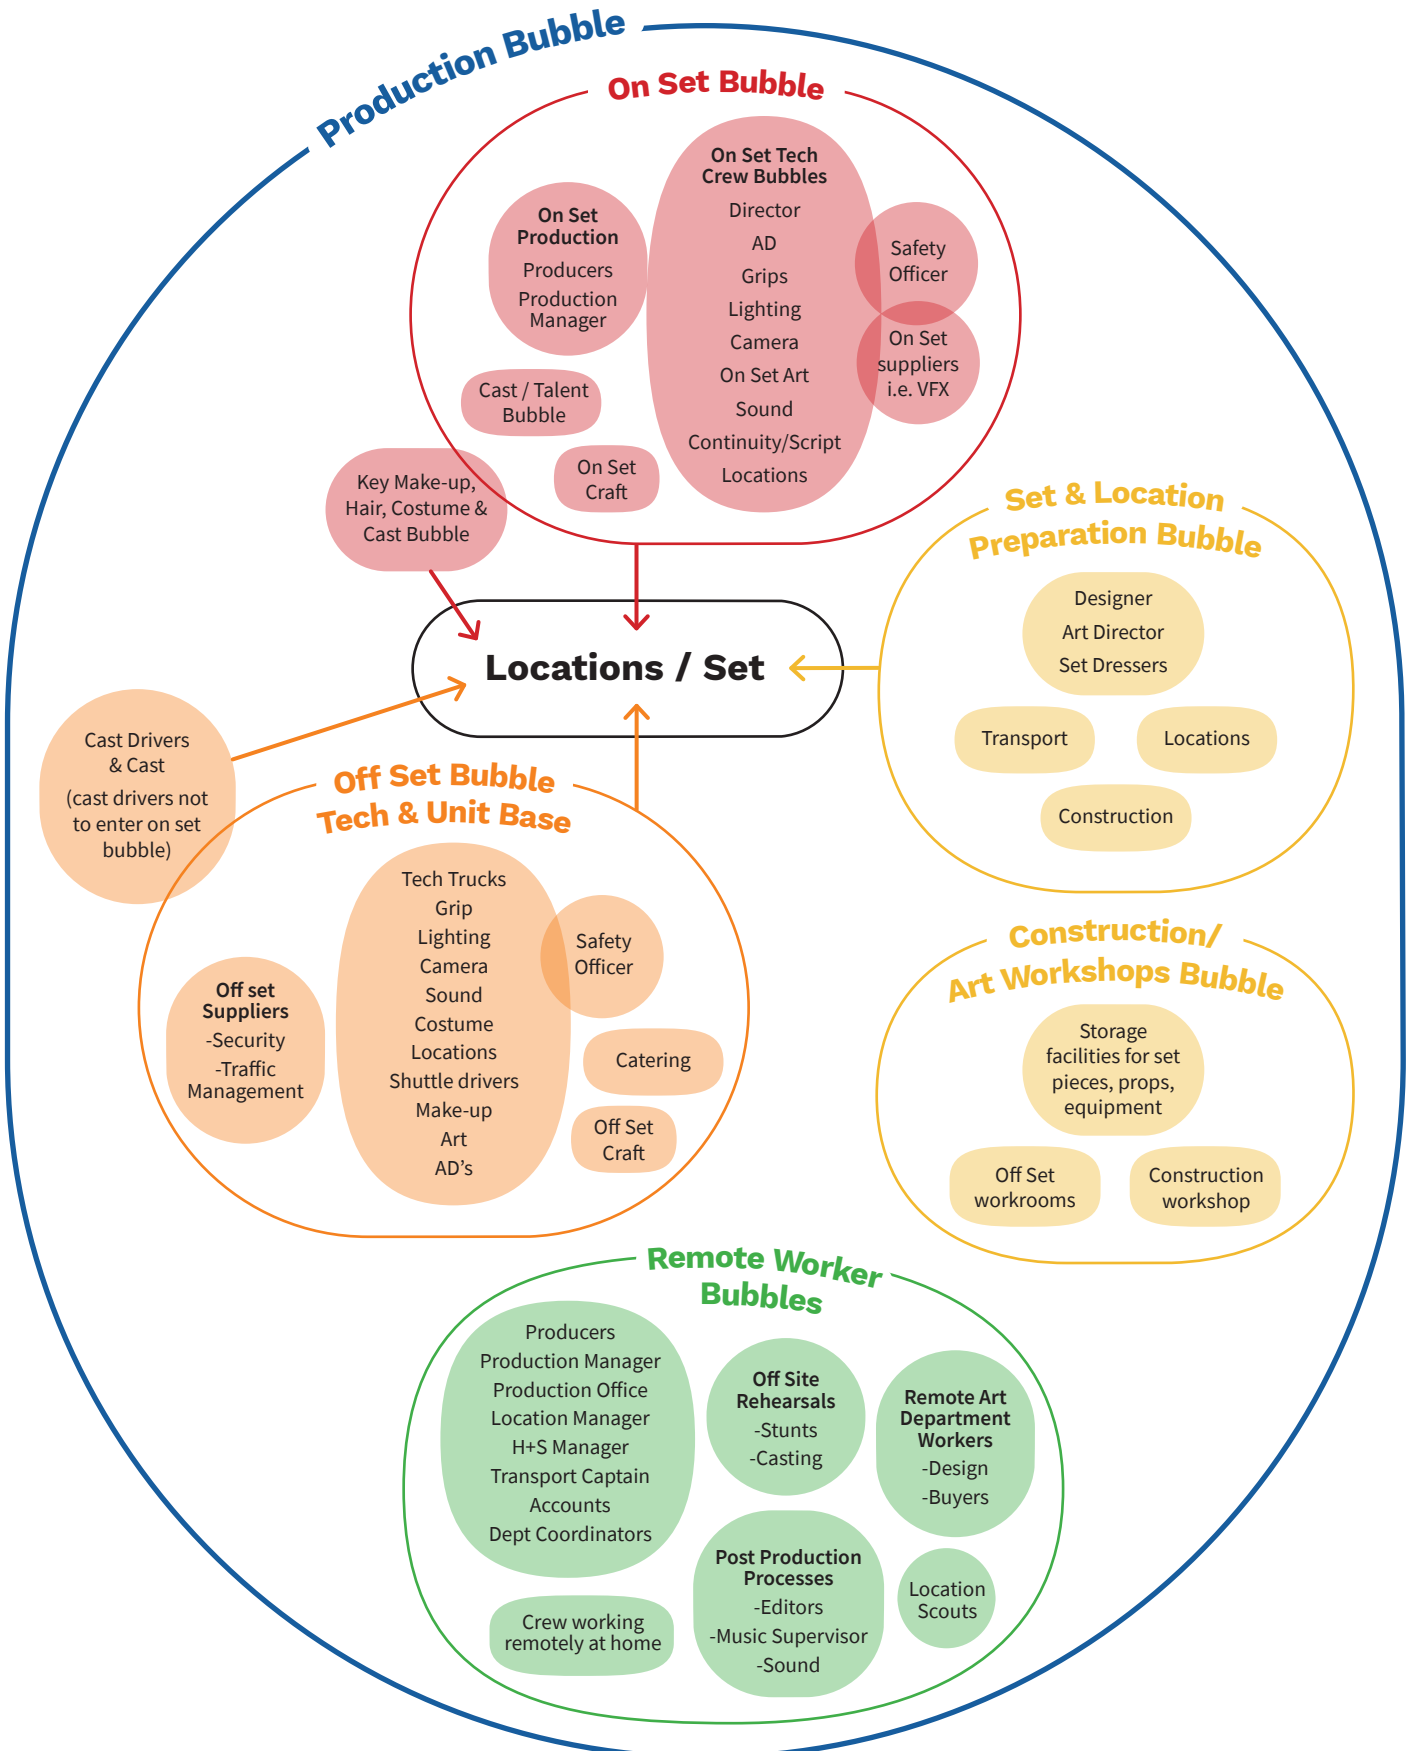 Production Bubble
On Set Bubble
On Set Tech
Crew Bubbles
Director
AD
Grips
Lighting
Camera
On Set Art
Sound
Continuity/Script
Locations
On Set
Production
Producers
Production
Manager
Safety
Officer
On Set
suppliers
i.e. VFX
Cast / Talent
Bubble
On Set
Craft
Key Make-up,
Hair, Costume &
Cast Bubble
Locations / Set
Set & Location
Preparation Bubble
Designer
Art Director
Set Dressers
Transport
Locations
Construction
Cast Drivers
& Cast
(cast drivers not
to enter on set
bubble)
Off Set Bubble
Tech & Unit Base
Tech Trucks
Grip
Lighting
Camera
Sound
Costume
Locations
Shuttle drivers
Make-up
Art
AD’s
Off set
Suppliers
-Security
-Traffic
Management
Safety
Officer
Catering
Off Set
Craft
Construction/
Art Workshops Bubble
Storage
facilities for set
pieces, props,
equipment
Off Set
workrooms
Construction
workshop
Remote Worker
Bubbles
Producers
Production Manager
Production Office
Location Manager
H+S Manager
Transport Captain
Accounts
Dept Coordinators
Off Site
Rehearsals
-Stunts
-Casting
Remote Art
Department
Workers
-Design
-Buyers
Post Production
Processes
-Editors
-Music Supervisor
-Sound
Location
Scouts
Crew working
remotely at home